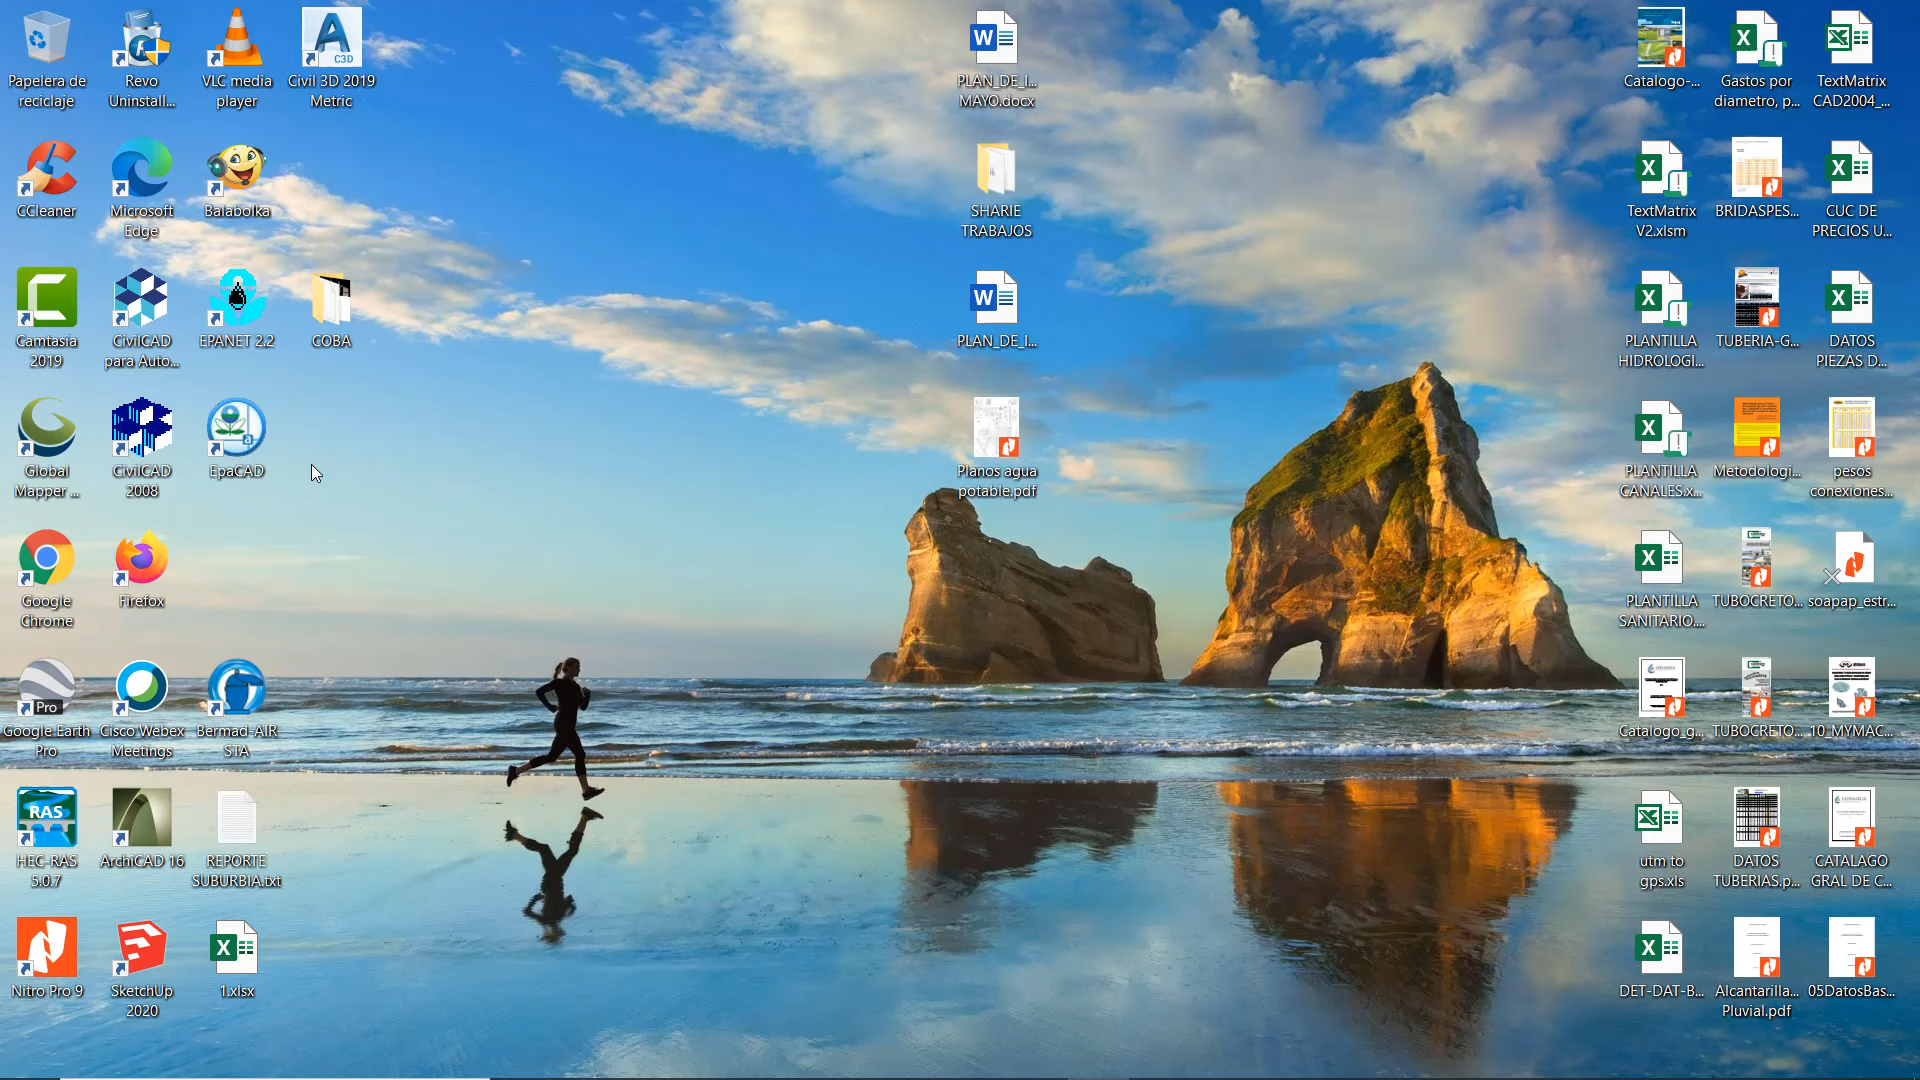 Papelera de
reciclaje
Revo
Uninstall...
VLC media
player
Civil 3D 2019
Metric
CCleaner
Microsoft
Edge
Balabolka
Camtasia
2019
CivilCAD
para Auto...
EPANET 2.2
COBA
Global
Mapper ...
CivilCAD
2008
EpaCAD
Google
Chrome
Firefox
Pro
Google Earth
Pro
Cisco Webex
Meetings
Bermad-AIR
STA
RAS
HEC-RAS
5.0.7
ArchiCAD 16
REPORTE
SUBURBIA.txt
Nitro Pro 9
SketchUp
2020
1.xlsx
PLAN_DE_I...
MAYO.docx
SHARIE
TRABAJOS
PLAN_DE_I...
Planos agua
potable.pdf
Catalogo-...
Gastos por
diametro, p...
TextMatrix
CAD2004_...
TextMatrix
V2.xlsm
BRIDASPES...
CUC DE
PRECIOS U...
PLANTILLA
HIDROLOGI...
TUBERIA-G...
DATOS
PIEZAS D...
PLANTILLA
CANALES.x...
Metodologi...
pesos
conexiones...
PLANTILLA
SANITARIO....
TUBOCRETO...
soapap_estr...
Catalogo_g...
TUBOCRETO...
10_MYMAC...
utm to
gps.xls
DATOS
TUBERIAS.p...
CATALAGO
GRAL DE C...
DET-DAT-B...
Alcantarilla...
Pluvial.pdf
05DatosBas...